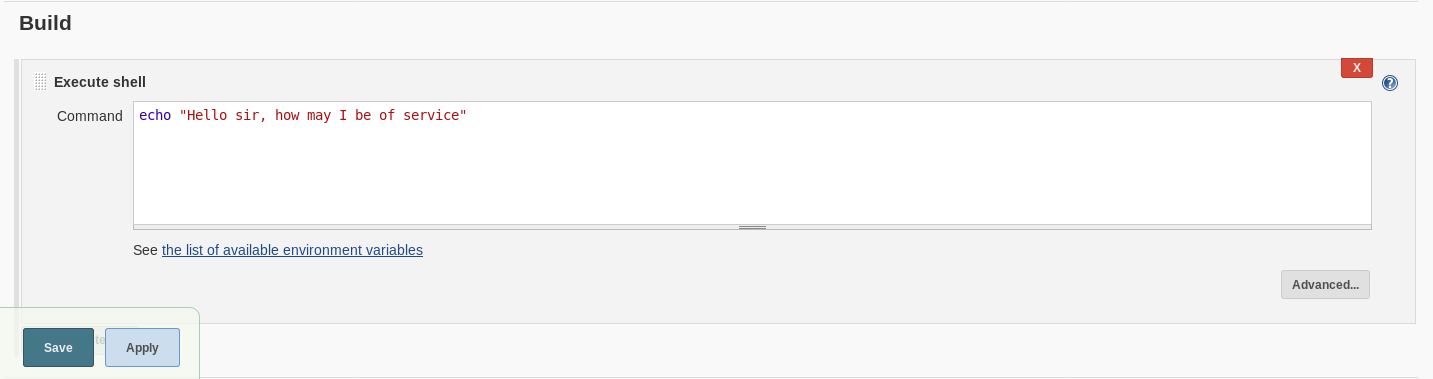 Build
Execute shell
X
?
Command
echo "Hello sir, how may I be of service"
See the list of available environment variables
Advanced...
Save
Apply